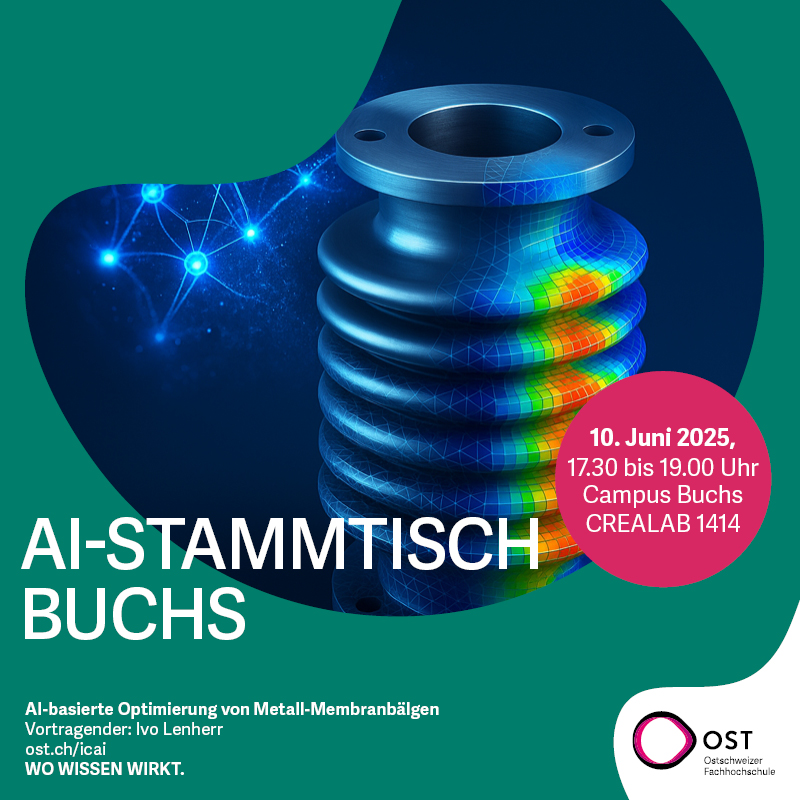 10. Juni 2025,
17.30 bis 19.00 Uhr
Campus Buchs
CREALAB 1414
AI-STAMMTISCH
BUCHS
AI-basierte Optimierung von Metall-Membranbälgen
Vortragender: Ivo Lenherr
ost.ch/icai
WO WISSEN WIRKT.
OST
Ostschweizer
Fachhochschule